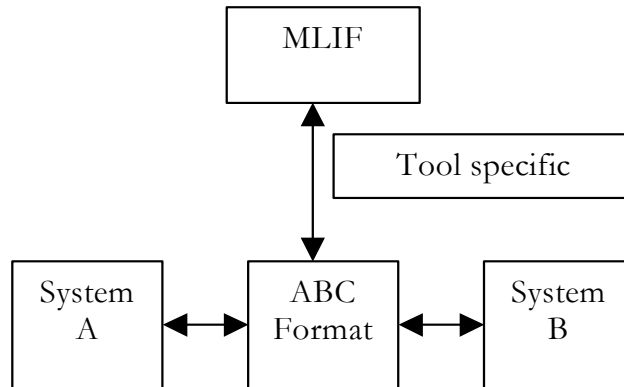 MLIF
Tool specific
System
A
ABC
Format
System
B